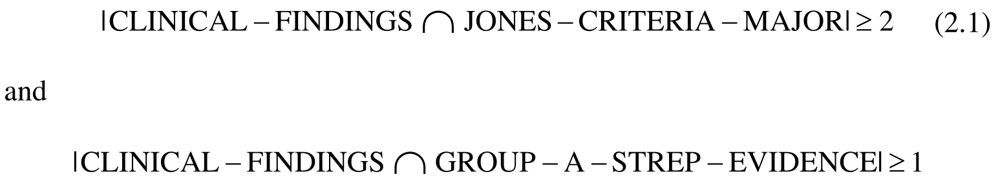 |CLINICAL – FINDINGS ∩ JONES – CRITERIA – MAJOR| ≥ 2 (2.1)
and
|CLINICAL – FINDINGS ∩ GROUP – A – STREP – EVIDENCE| ≥ 1